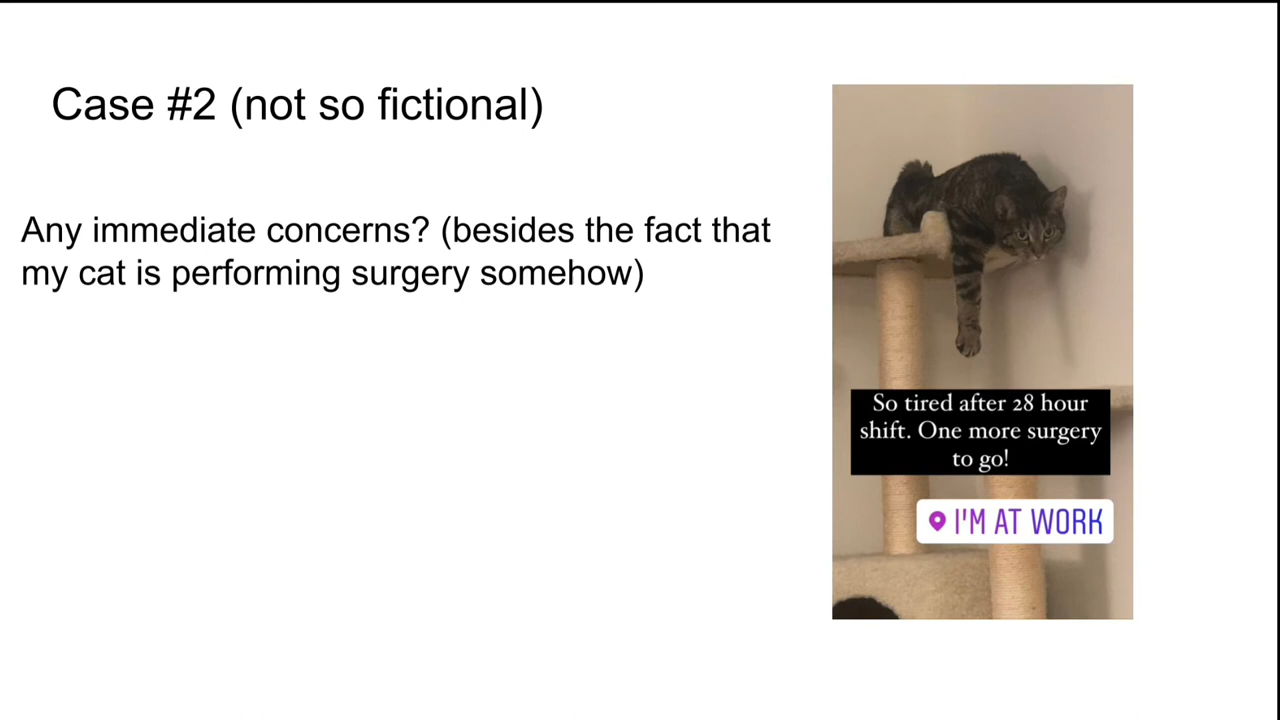 Case #2 (not so fictional)
Any immediate concerns? (besides the fact that
my cat is performing surgery somehow)
So tired after 28 hour
shift. One more surgery
to go!
I'M AT WORK